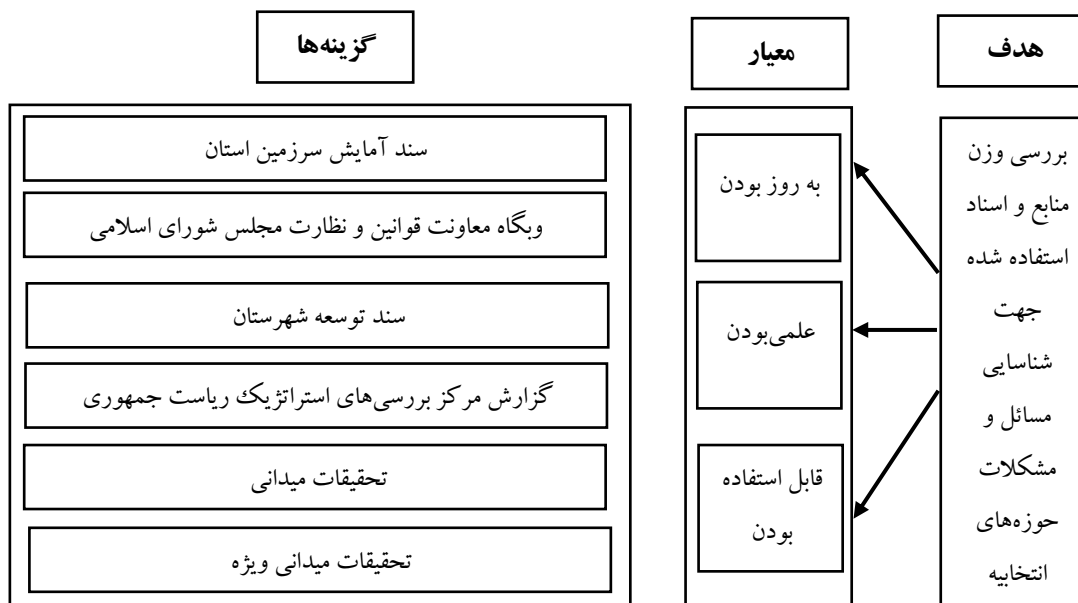 هدف
معیار
گزینه‌ها
بررسی وزن
منابع و اسناد
استفاده شده
جهت
شناسایی
مسائل و
مشکلات
حوزه‌های
انتخابیه
به روز بودن
علمی‌بودن
قابل استفاده
بودن
سند آمایش سرزمین استان
وبگاه معاونت قوانین و نظارت مجلس شورای اسلامی
سند توسعه شهرستان
گزارش مرکز بررسی‌های استراتژیک ریاست جمهوری
تحقیقات میدانی
تحقیقات میدانی ویژه